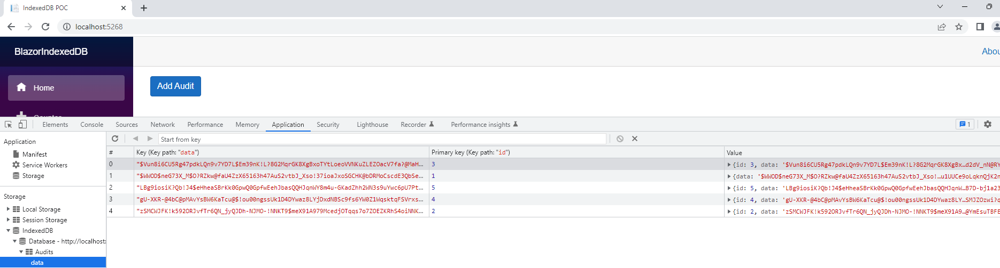 IndexedDB POC
localhost:5268
BlazorIndexedDB
Abou
Home
Add Audit
Counter
Elements Console Sources Network Performance Memory Application Security Lighthouse Recorder Performance insights 1
Application
Start from key
Manifest
Service Workers
Storage
Storage
Local Storage
Session Storage
IndexedDB
Database - http://localhost:
Audits
data
# Key (Key path: "data") Primary key (Key path: "id") Value
0 "$Vun8i6CU5Rg47pdkLQn9v7YD7L$Em39nK!L?8G2MqrGK8XgBxoTYtLoeoVVNKuZLEZOacV7fa?@MaH... 3 {id: 3, data: '$Vun8i6CU5Rg47pdkLQn9v7YD7L$Em39nK!L?8G2MqrGK8XgBx…d2dV_nN@RY
1 "$WWOD$neG73X_M$O?RZkw@faU4ZzX65163h47AuS2vtbJ_Xso!37ioaJxoSGCHK@bDRMoCscdE3QbSe... 1 {data: '$WWOD$neG73X_M$O?RZkw@faU4ZzX65163h47AuS2vtbJ_Xso!…u1UUCe9oLqknQjK2n
2 "LBg9iosiK?Qb!J4$eHheaSBrKk0GpwQ0GpfwEehJbasQQHJqnWY8m4u-GKadZhh2WN3s9uYwc6pU7Pt... 5 {id: 5, data: 'LBg9iosiK?Qb!J4$eHheaSBrKk0GpwQ0GpfwEehJbasQQHJqnW…B7D-bj1a23
3 "gU-XKR-@4bC@pMAvYsBW6KaTcu@$!ou00ngssUk1D4DYwaz8LYjDxdNBSc9fs6YW0Z1WqsktqFSVrxs... 4 {id: 4, data: 'gU-XKR-@4bC@pMAvYsBW6KaTcu@$!ou00ngssUk1D4DYwaz8LY…SMJZOzwi?q
4 "zSMCWJFK!k592ORJvfTr6QN_jyQJDh-NJMO-!NNKT9$meX91A979McedjOTqqs7o7ZOEZKRhS4oiNNK... 2 {id: 2, data: 'zSMCWJFK!k592ORJvfTr6QN_jyQJDh-NJMO-!NNKT9$meX91A9…@YmEsuTBFE